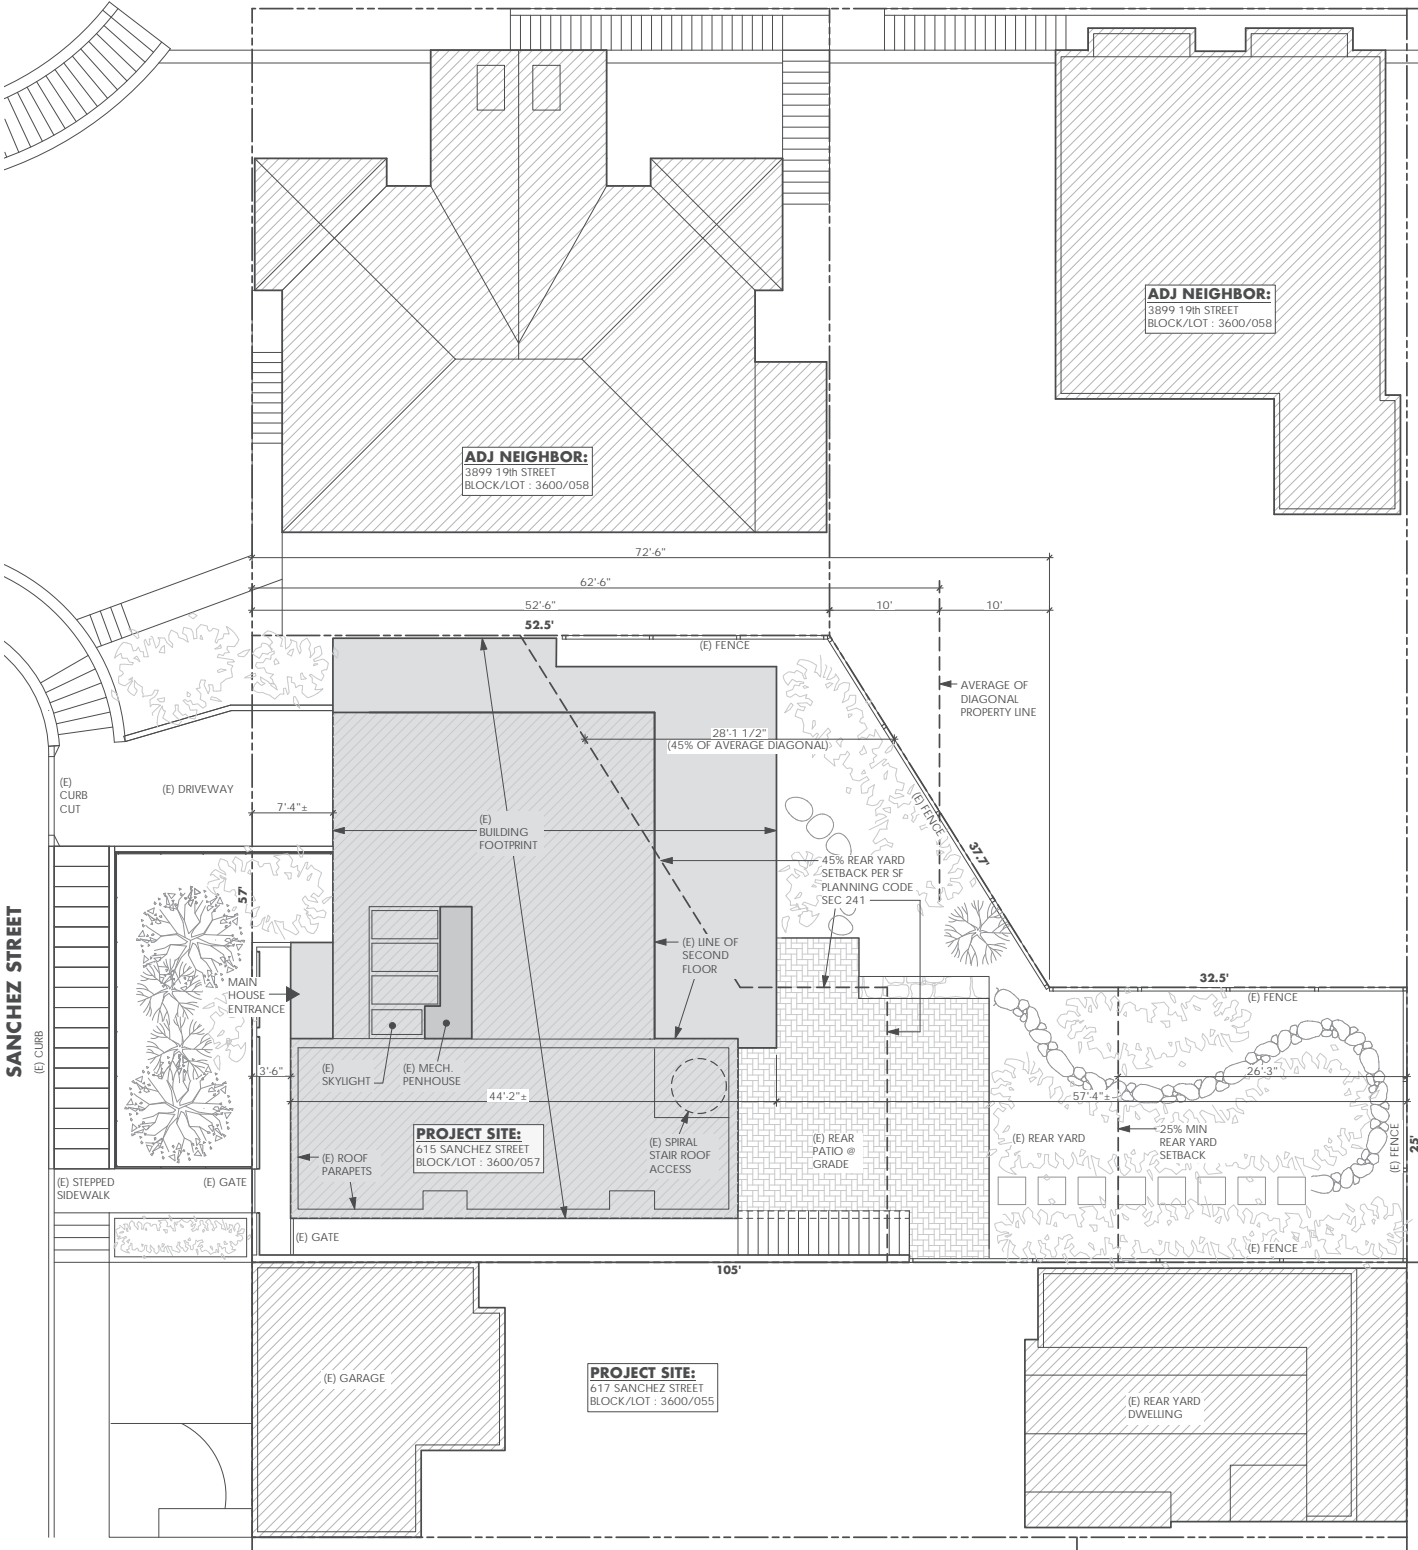 ADJ NEIGHBOR:
3899 19th STREET
BLOCK/LOT : 3600/058
ADJ NEIGHBOR:
3899 19th STREET
BLOCK/LOT : 3600/058
72'-6"
62'-6"
52'-6"
10'
10'
52.5'
(E) FENCE
AVERAGE OF
DIAGONAL
PROPERTY LINE
28'-1 1/2"
(45% OF AVERAGE DIAGONAL)
(E)
CURB
CUT
(E) DRIVEWAY
7'-4"±
(E)
BUILDING
FOOTPRINT
(E) FENCE
37.7'
45% REAR YARD
SETBACK PER SF
PLANNING CODE
SEC 241
57'
SANCHEZ STREET
(E) CURB
MAIN
HOUSE
ENTRANCE
(E) LINE OF
SECOND
FLOOR
32.5'
(E) FENCE
3'-6"
(E)
SKYLIGHT
(E) MECH.
PENHOUSE
26'-3"
44'-2"±
57'-4"±
PROJECT SITE:
615 SANCHEZ STREET
BLOCK/LOT : 3600/057
(E) ROOF
PARAPETS
(E) SPIRAL
STAIR ROOF
ACCESS
(E) REAR
PATIO @
GRADE
(E) REAR YARD
25% MIN
REAR YARD
SETBACK
(E) FENCE
25'
(E) STEPPED
SIDEWALK
(E) GATE
(E) GATE
(E) FENCE
105'
(E) GARAGE
PROJECT SITE:
617 SANCHEZ STREET
BLOCK/LOT : 3600/055
(E) REAR YARD
DWELLING